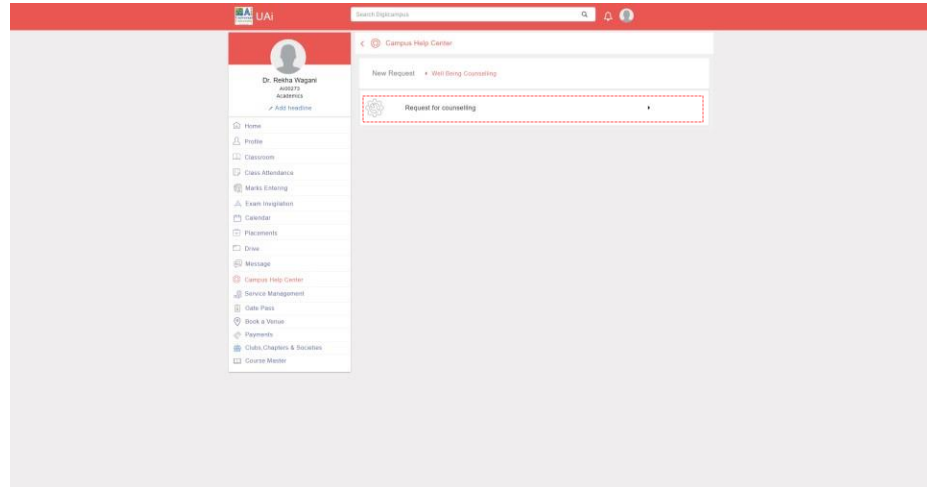 UAi
Search Digicampus
Dr. Rekha Wagani
Academics
Add headline
Home
Profile
Classroom
Class Attendance
Marks Entering
Exam Invigilation
Calendar
Placements
Drive
Message
Campus Help Center
Service Management
Gate Pass
Book a Venue
Payments
Clubs,Chapters & Societies
Course Master
Campus Help Center
New Request Well Being Counselling
Request for counselling